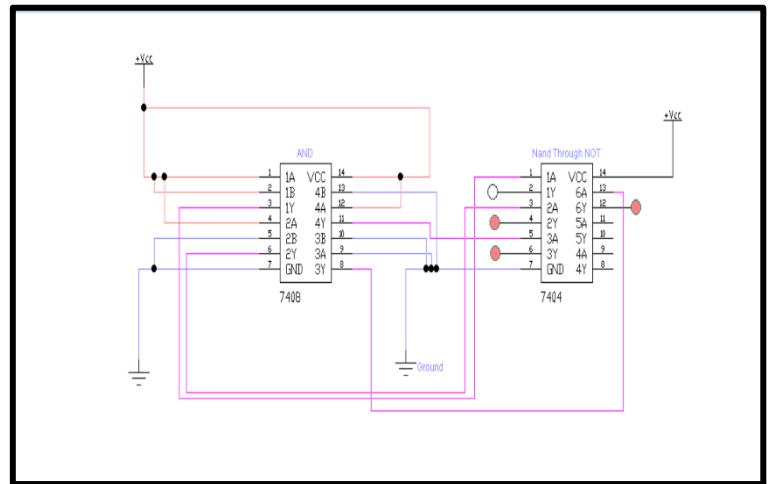 +Vcc
+Vcc
AND
Nand Through NOT
1 1A VCC 14
2 1B 4B 13
3 1Y 4A 12
4 2A 4Y 11
5 2B 3B 10
6 2Y 3A 9
7 GND 3Y 8
7408
1 1A VCC 14
2 1Y 6A 13
3 2A 6Y 12
4 2Y 5A 11
5 3A 5Y 10
6 3Y 4A 9
7 GND 4Y 8
7404
Ground